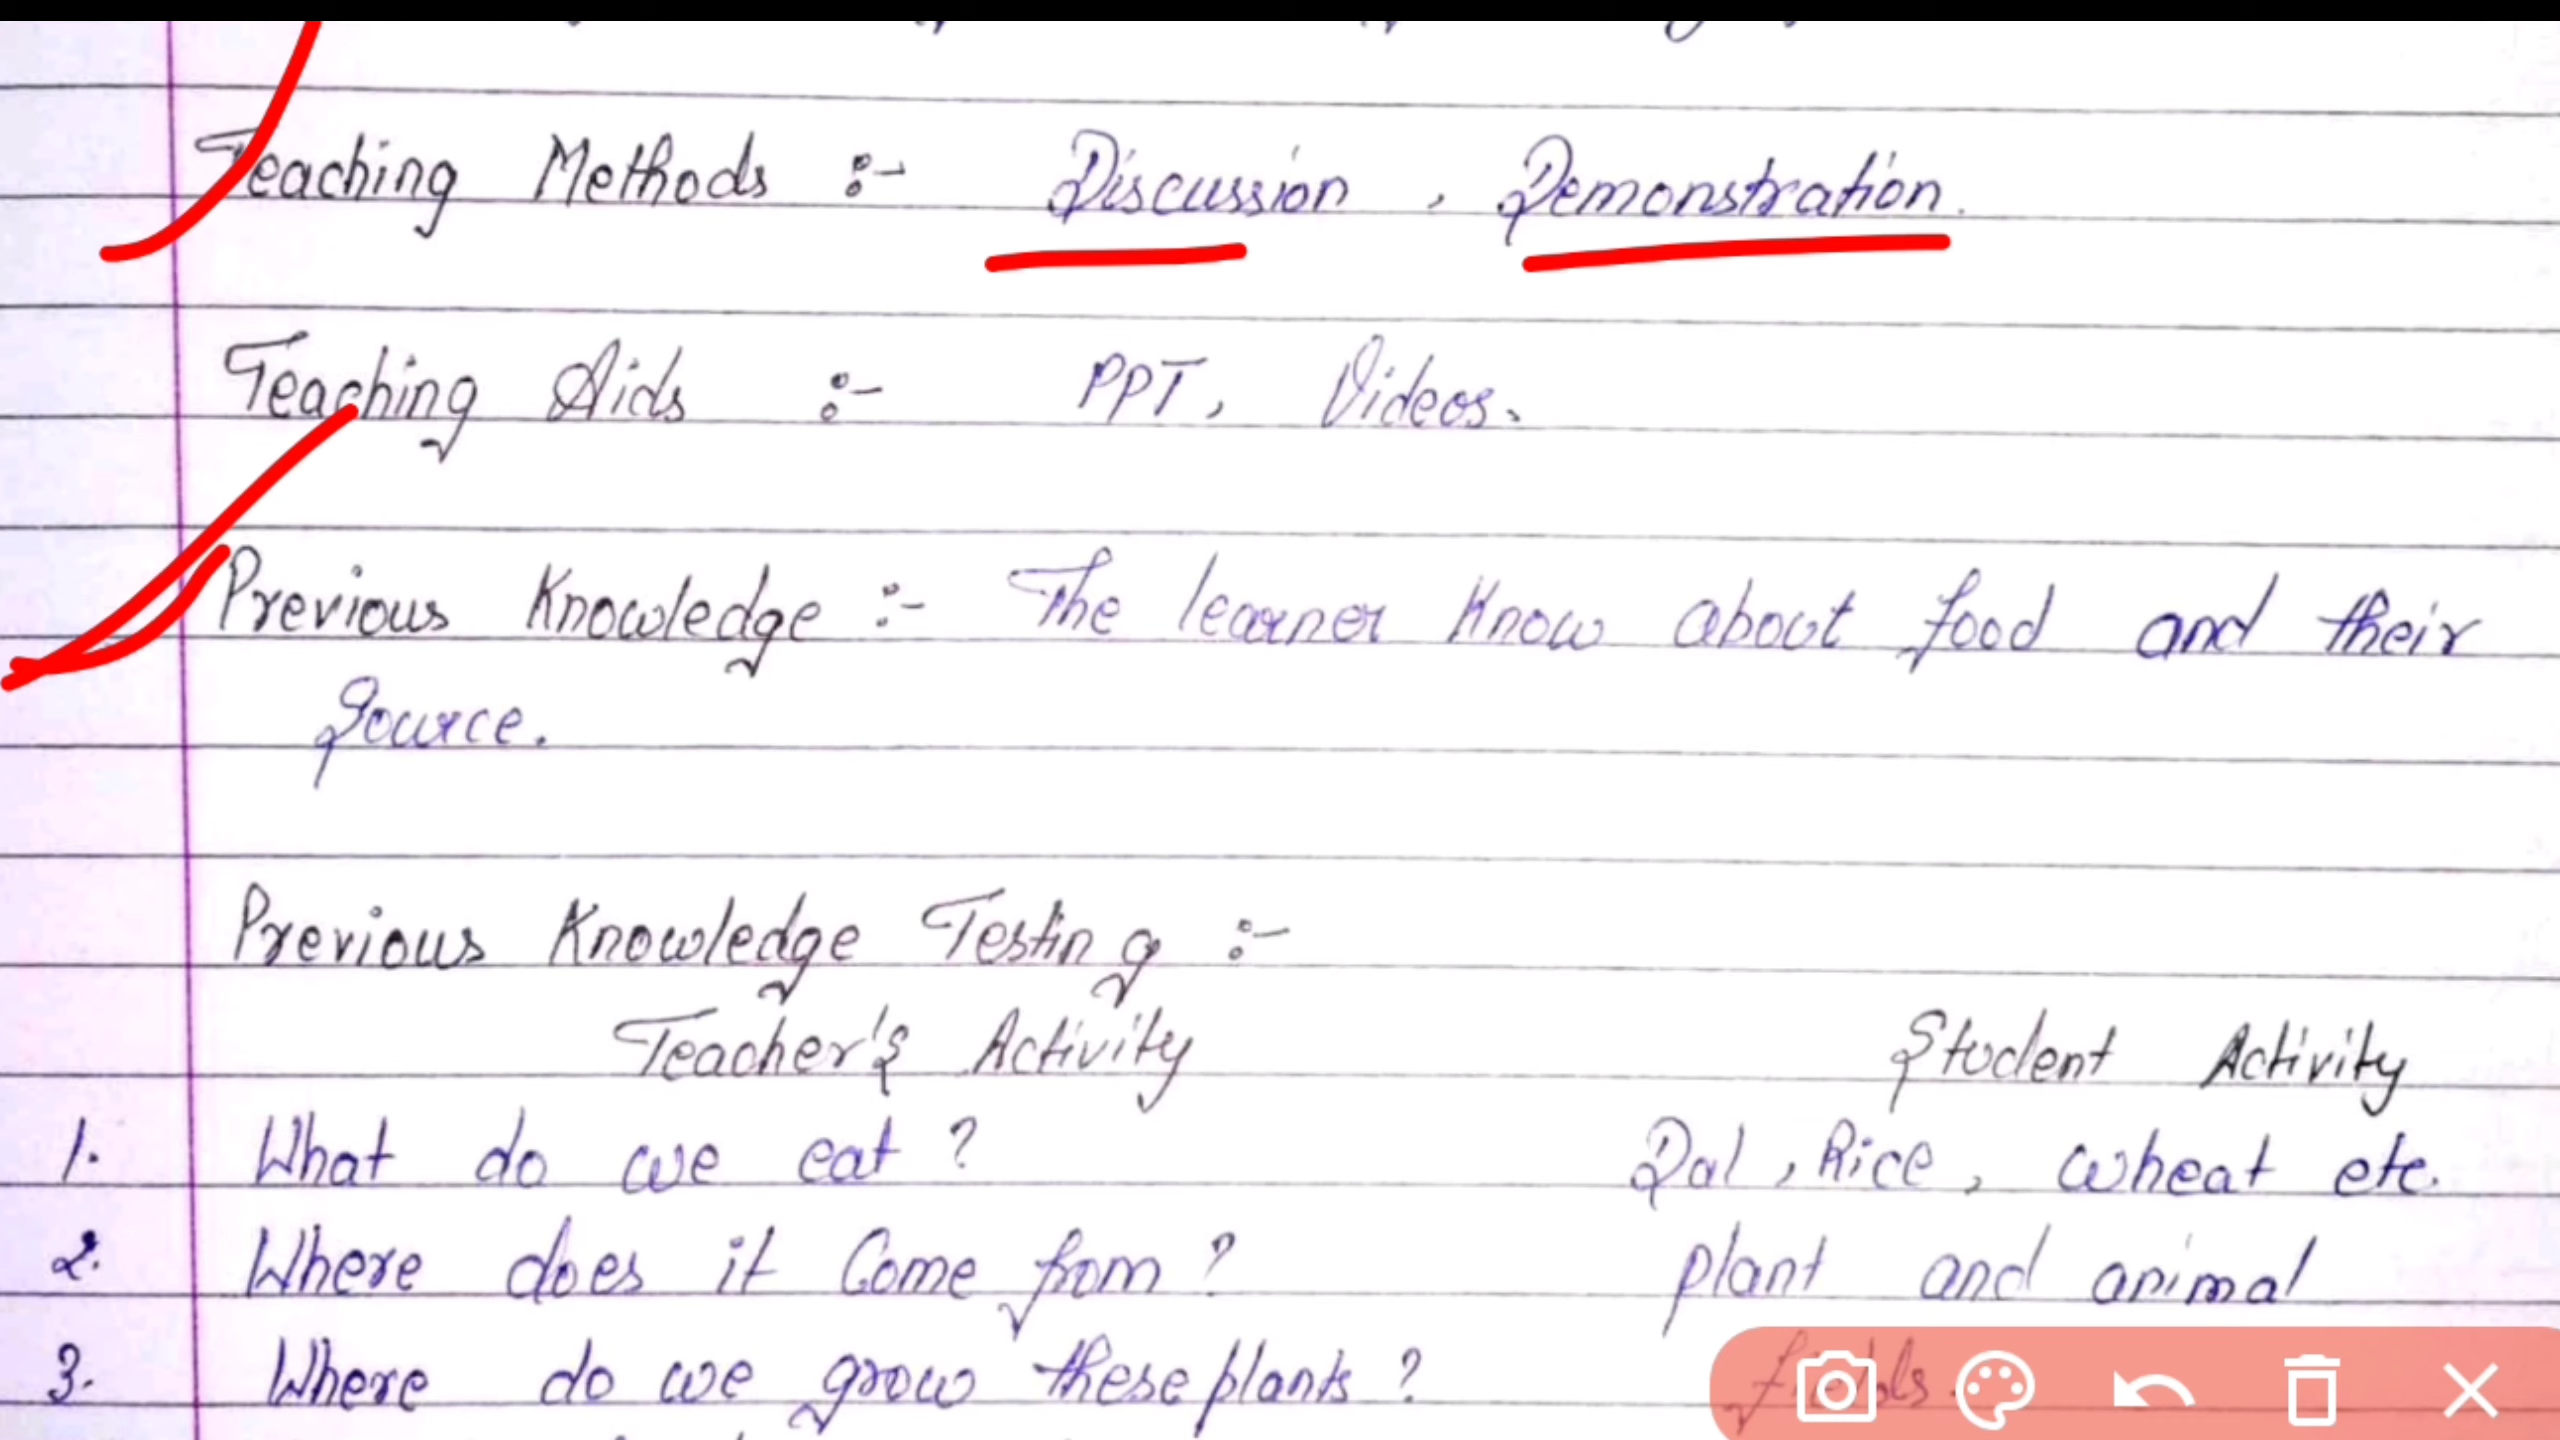 Teaching Methods :- Discussion, Demonstration.
Teaching Aids :- PPT, Videos.
Previous Knowledge :- The learner Know about food and their
Source.
Previous Knowledge Testing :-
Teacher's Activity Student Activity
1. What do we eat ? Dal, Rice, wheat etc.
2. Where does it Come from ? plant and animal
3. Where do we grow these plants ? fields.